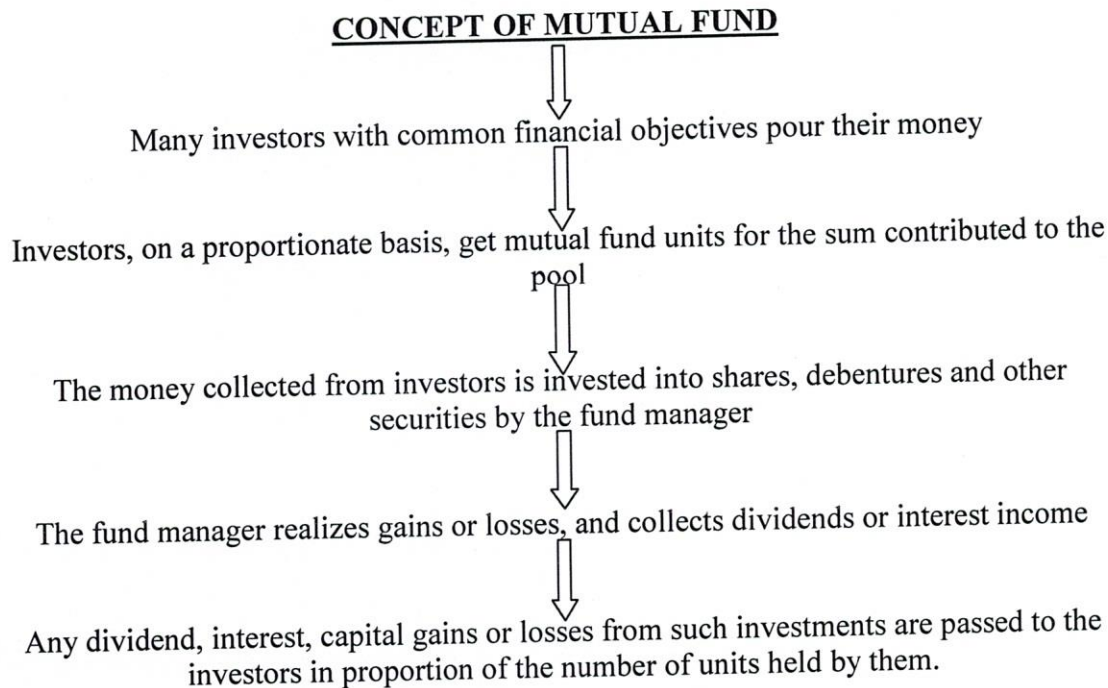 CONCEPT OF MUTUAL FUND
Many investors with common financial objectives pour their money
Investors, on a proportionate basis, get mutual fund units for the sum contributed to the
pool
The money collected from investors is invested into shares, debentures and other
securities by the fund manager
The fund manager realizes gains or losses, and collects dividends or interest income
Any dividend, interest, capital gains or losses from such investments are passed to the
investors in proportion of the number of units held by them.